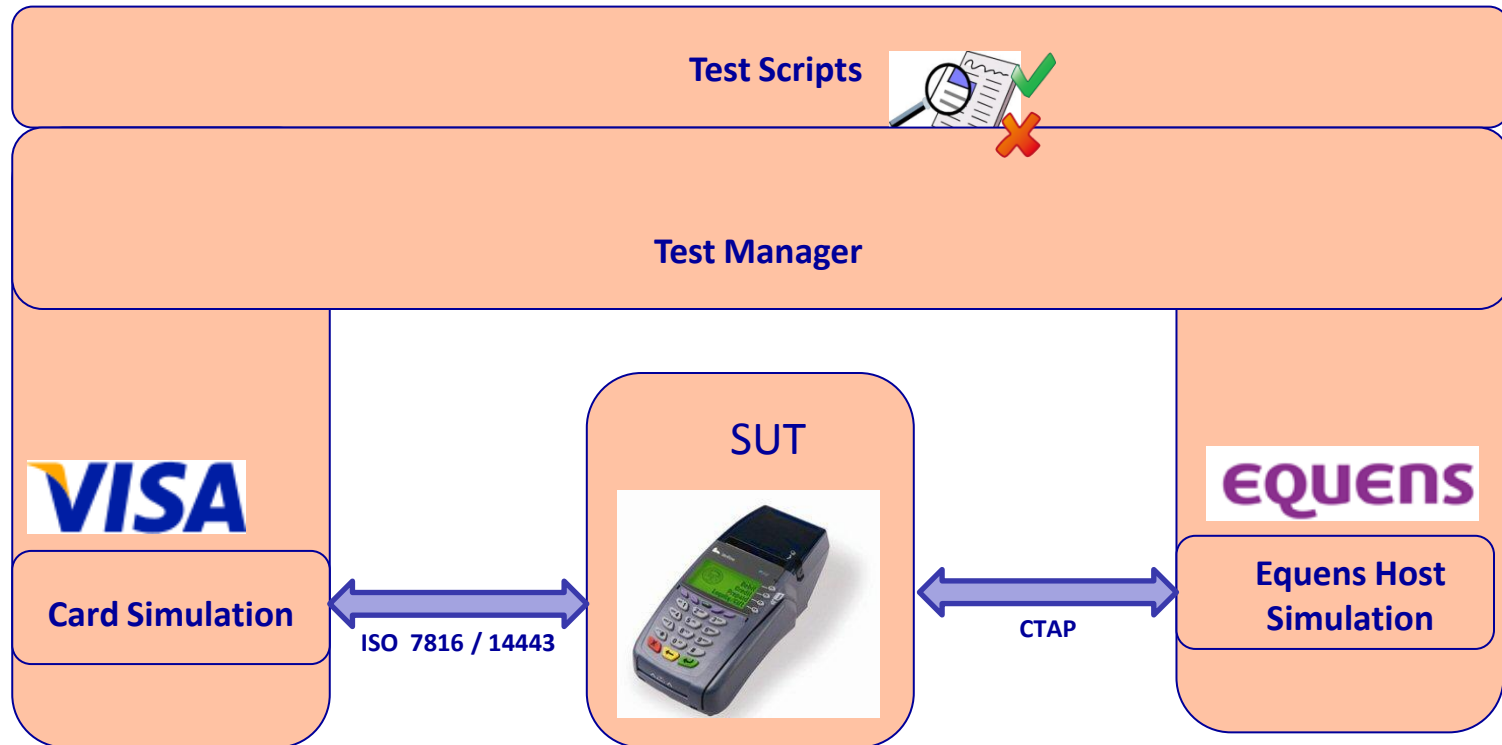 Test Scripts
Test Manager
SUT
VISA
EQUENS
Card Simulation
ISO 7816 / 14443
CTAP
Equens Host
Simulation